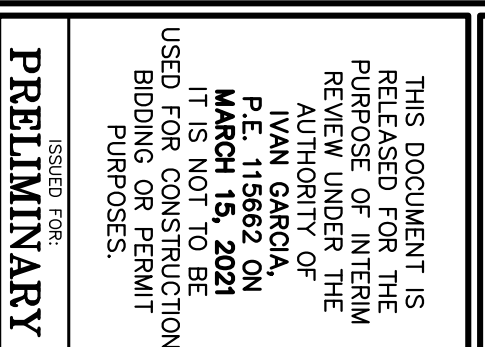 THIS DOCUMENT IS
RELEASED FOR THE
PURPOSE OF INTERIM
REVIEW UNDER THE
AUTHORITY OF
IVAN GARCIA,
P.E. 115662 ON
MARCH 15, 2021
IT IS NOT TO BE
USED FOR CONSTRUCTION
BIDDING OR PERMIT
PURPOSES.
ISSUED FOR:
PRELIMINARY